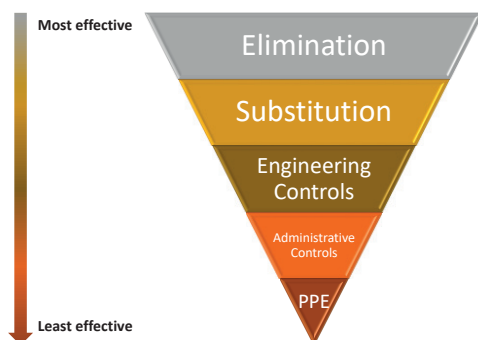 Most effective
Elimination
Substitution
Engineering
Controls
Administrative
Controls
PPE
Least effective